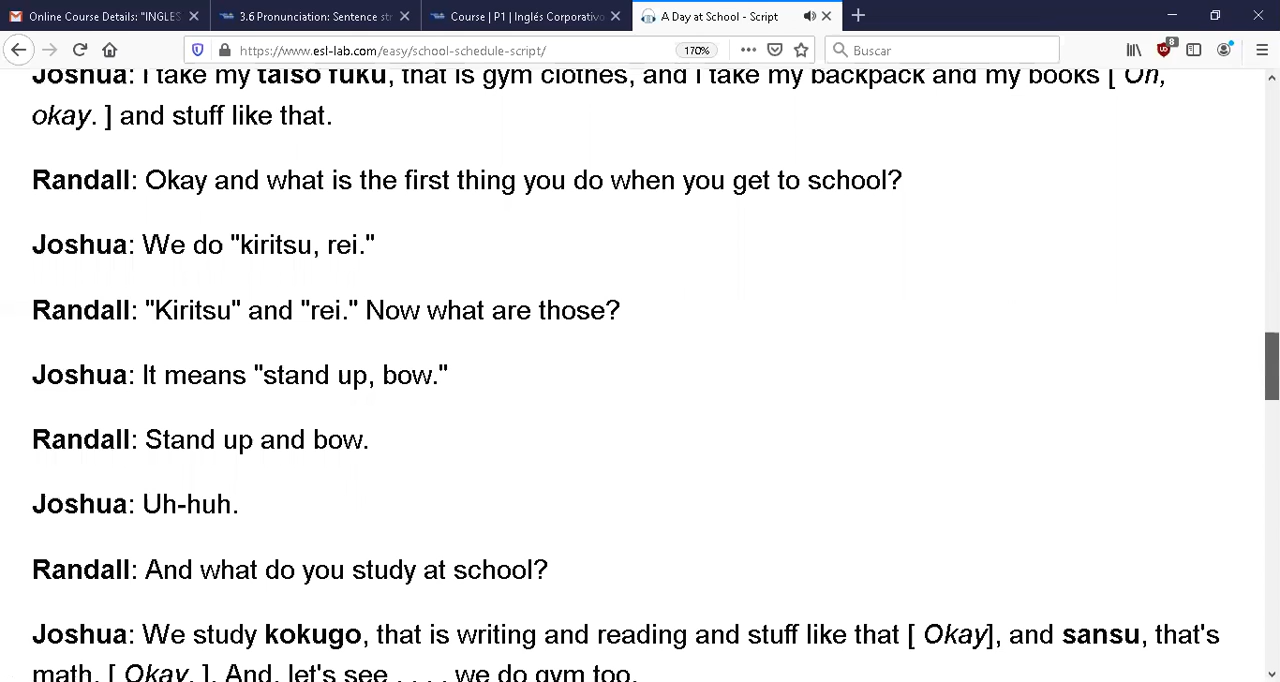 Online Course Details: "INGLES
3.6 Pronunciation: Sentence str
Course | P1 | Inglés Corporativo
A Day at School - Script
https://www.esl-lab.com/easy/school-schedule-script/
170%
Buscar
8
Joshua: I take my taiso fuku, that is gym clothes, and I take my backpack and my books [ Oh,
okay. ] and stuff like that.
Randall: Okay and what is the first thing you do when you get to school?
Joshua: We do "kiritsu, rei."
Randall: "Kiritsu" and "rei." Now what are those?
Joshua: It means "stand up, bow."
Randall: Stand up and bow.
Joshua: Uh-huh.
Randall: And what do you study at school?
Joshua: We study kokugo, that is writing and reading and stuff like that [ Okay], and sansu, that's
math. [ Okay. ]. And, let's see . . . . we do gym too.